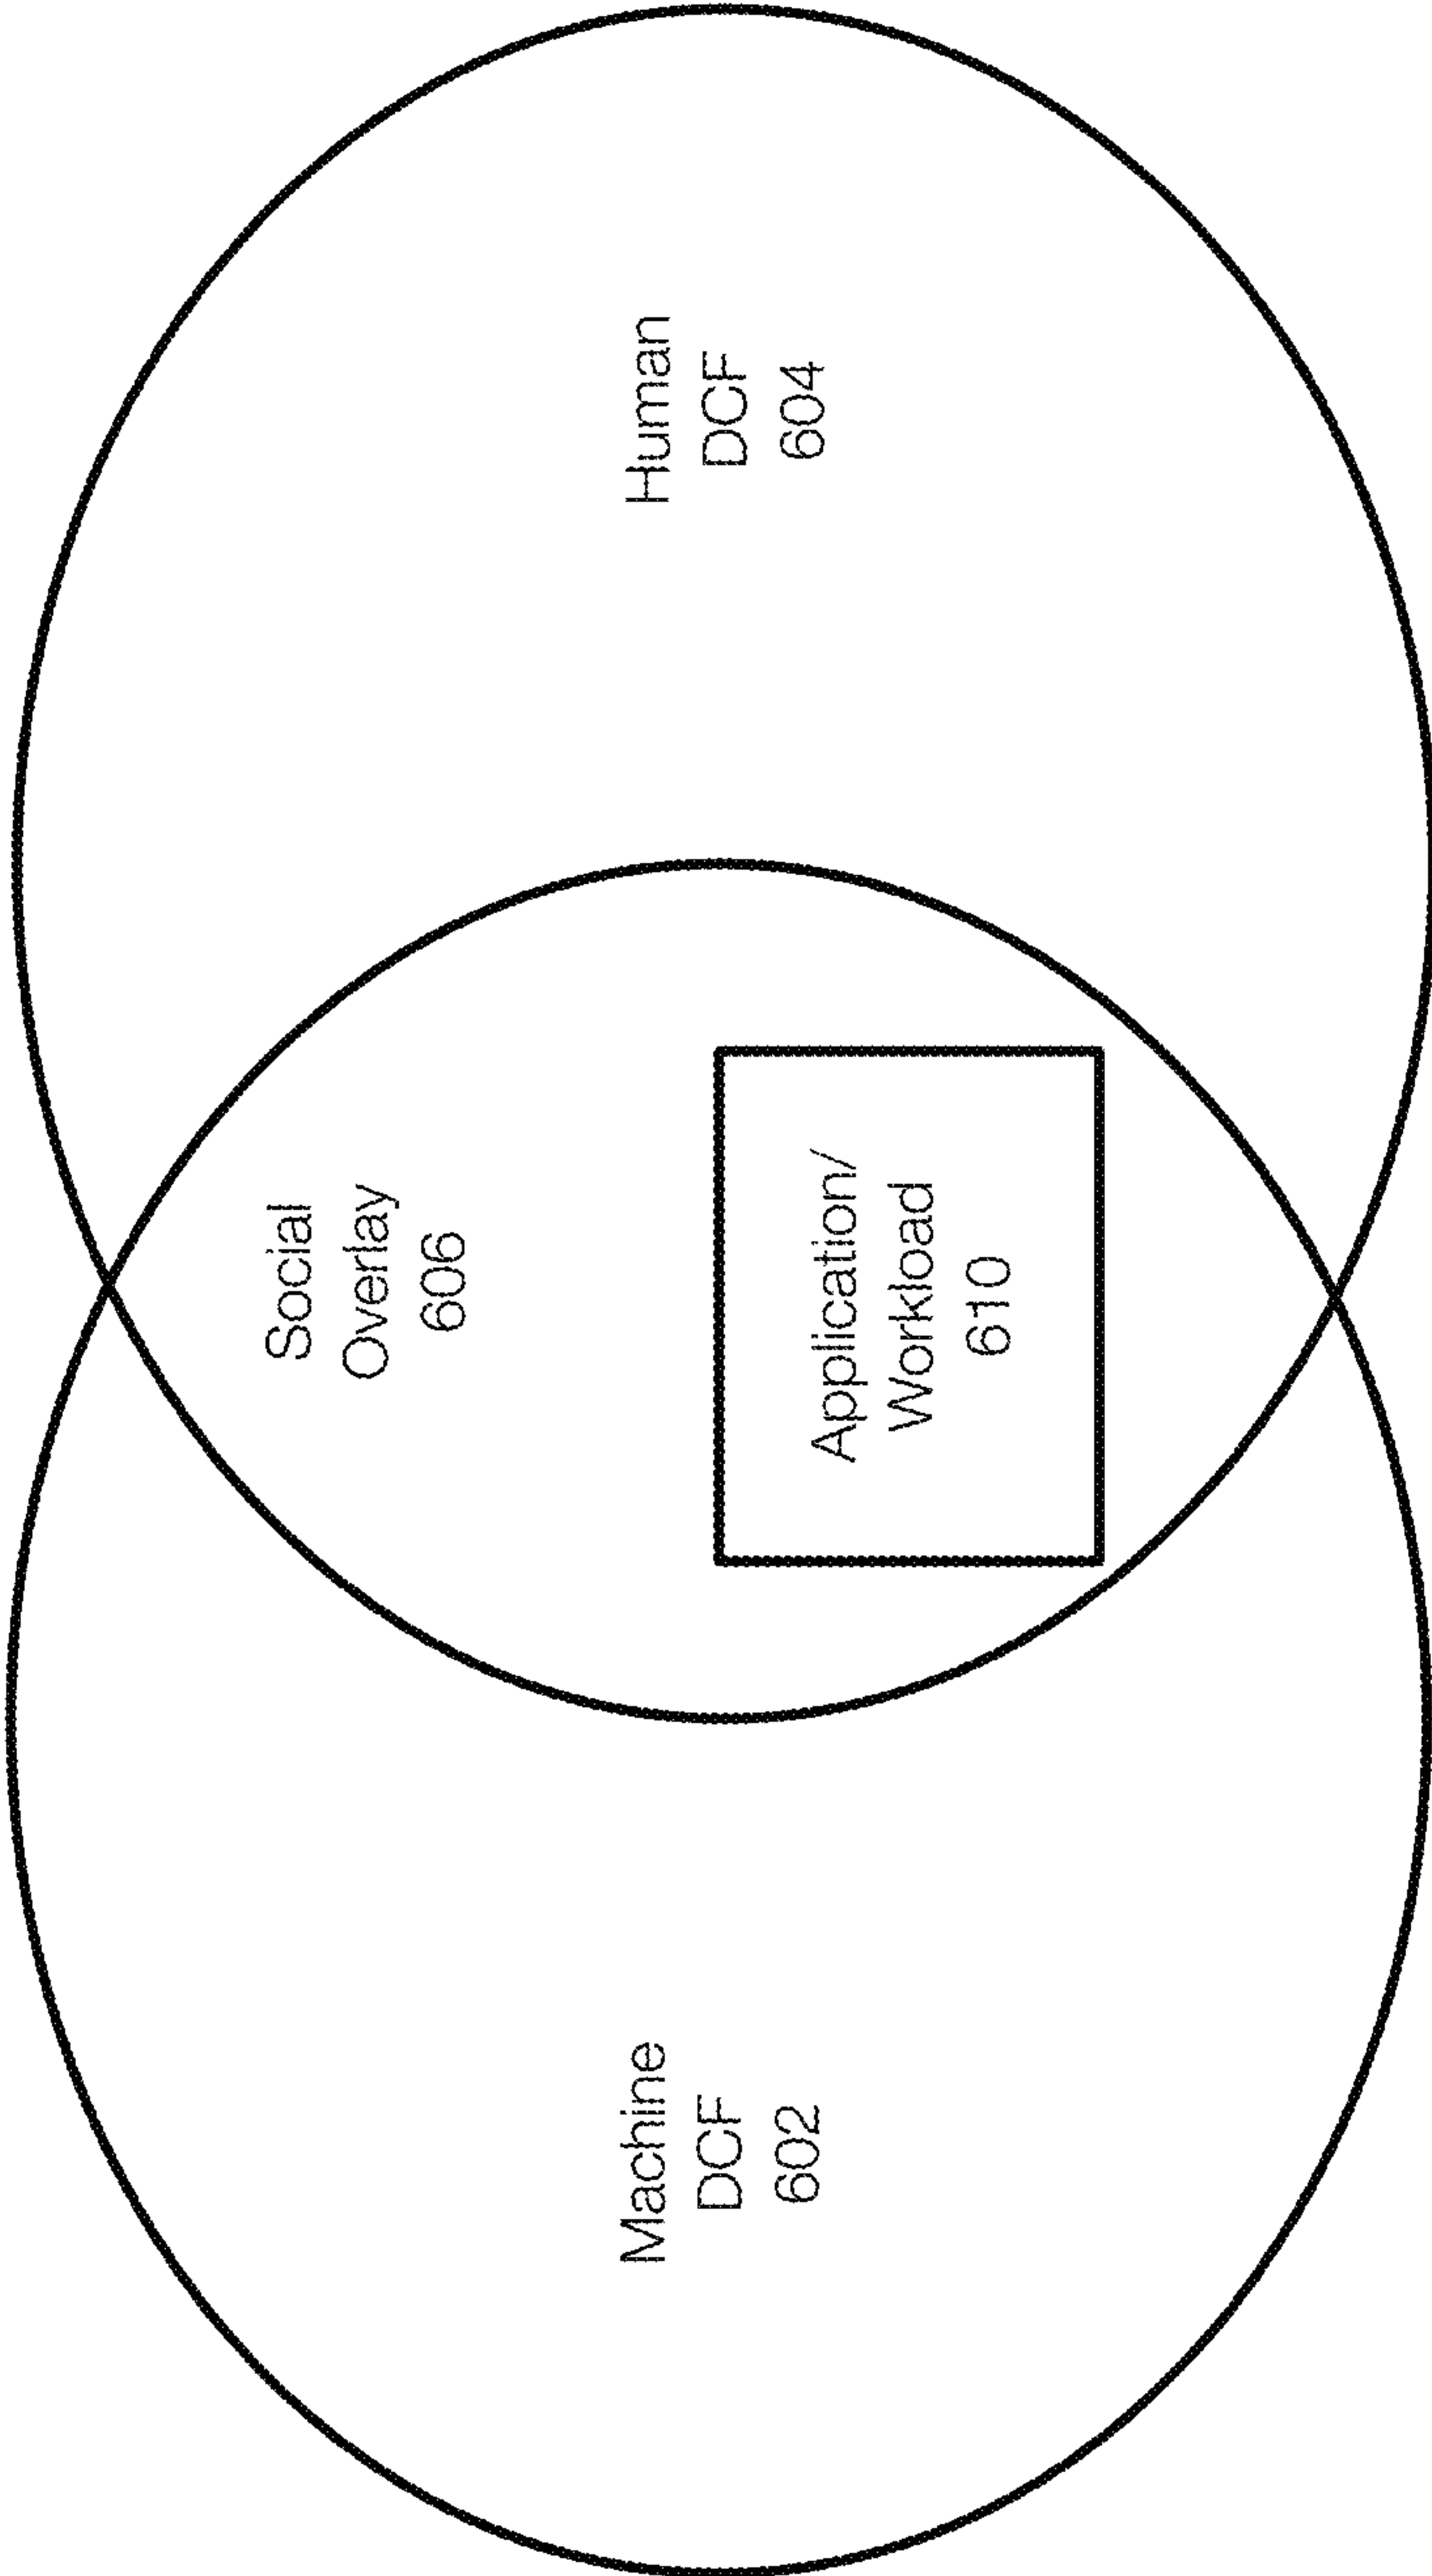 Machine
DCF
602
Social
Overlay
606
Application/
Workload
610
Human
DCF
604